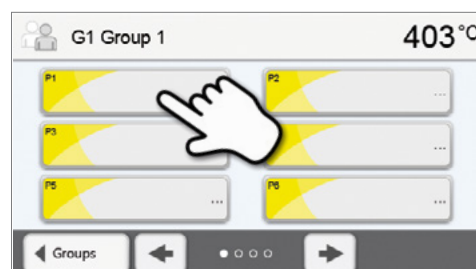 G1 Group 1 403°C
P1 P2 ...
P3 ...
P5 ... P6 ...
Groups